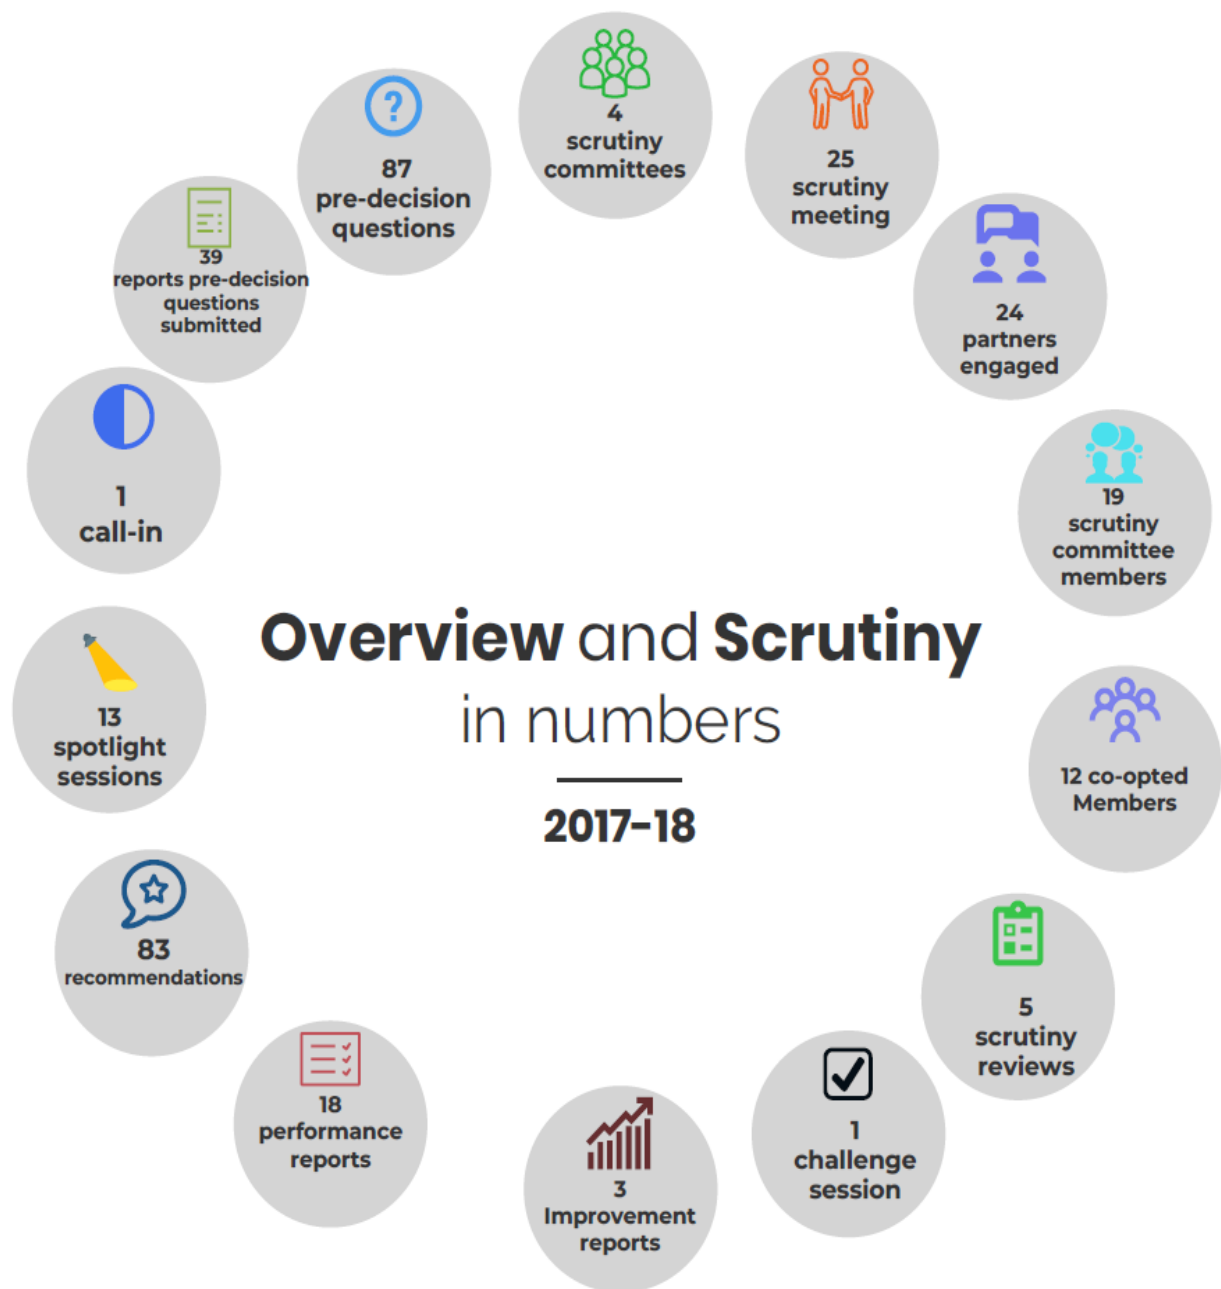 4
scrutiny
committees
25
scrutiny
meeting
24
partners
engaged
19
scrutiny
committee
members
12 co-opted
Members
5
scrutiny
reviews
1
challenge
session
3
Improvement
reports
18
performance
reports
83
recommendations
13
spotlight
sessions
1
call-in
39
reports pre-decision
questions
submitted
?
87
pre-decision
questions
Overview and Scrutiny
in numbers
2017-18